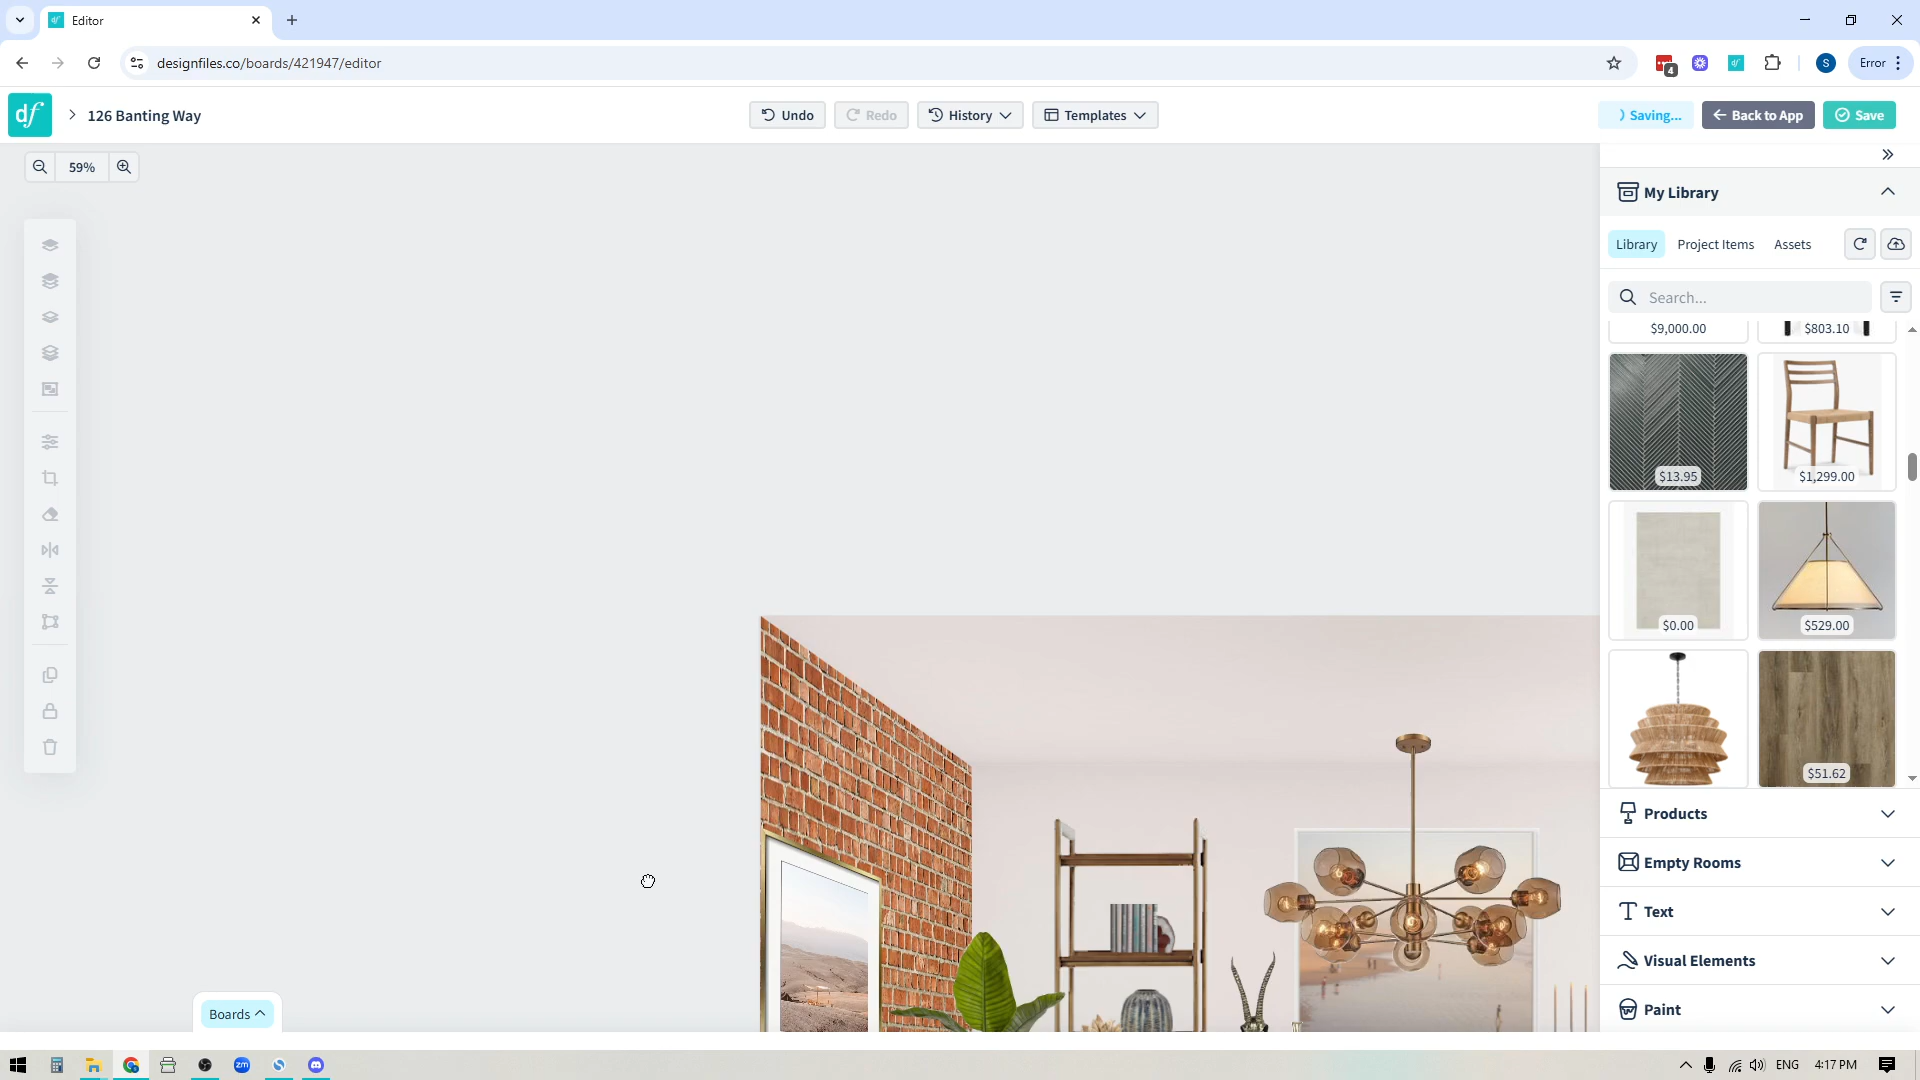 Editor
designfiles.co/boards/421947/editor
4
S
Error
df
126 Banting Way
Undo
Redo
History
Templates
Saving...
Back to App
Save
59%
My Library
Library
Project Items
Assets
Search...
$9,000.00
$803.10
$13.95
$1,299.00
$0.00
$529.00
$51.62
Products
Empty Rooms
Text
Visual Elements
Paint
Boards
zm
ENG
4:17 PM